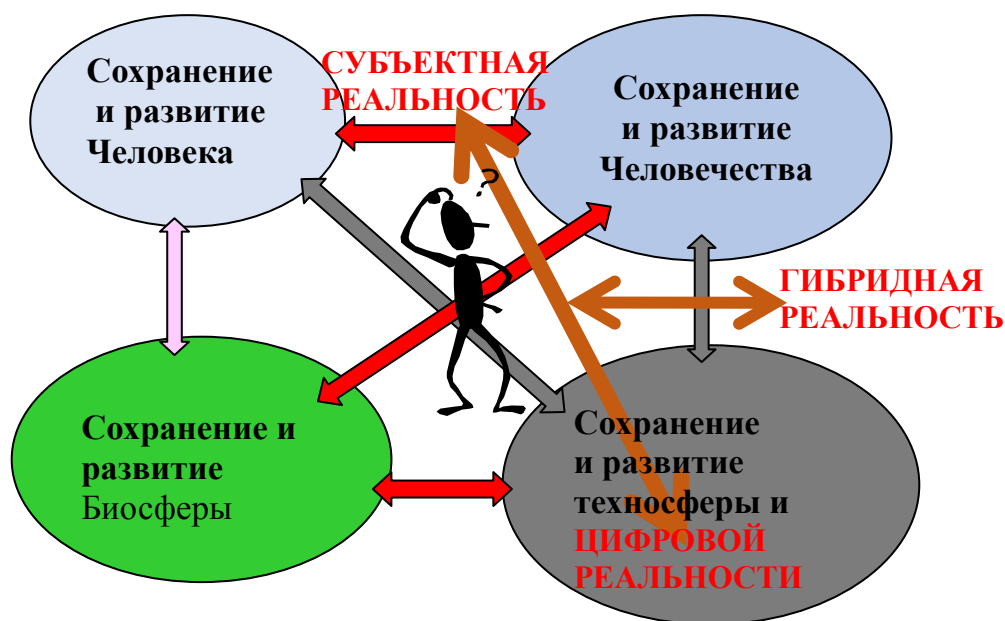 Сохранение
и развитие
Человека
СУБЪЕКТНАЯ
РЕАЛЬНОСТЬ
Сохранение
и развитие
Человечества
?
ГИБРИДНАЯ
РЕАЛЬНОСТЬ
Сохранение и
развитие
Биосферы
Сохранение
и развитие
техносферы и
ЦИФРОВОЙ
РЕАЛЬНОСТИ